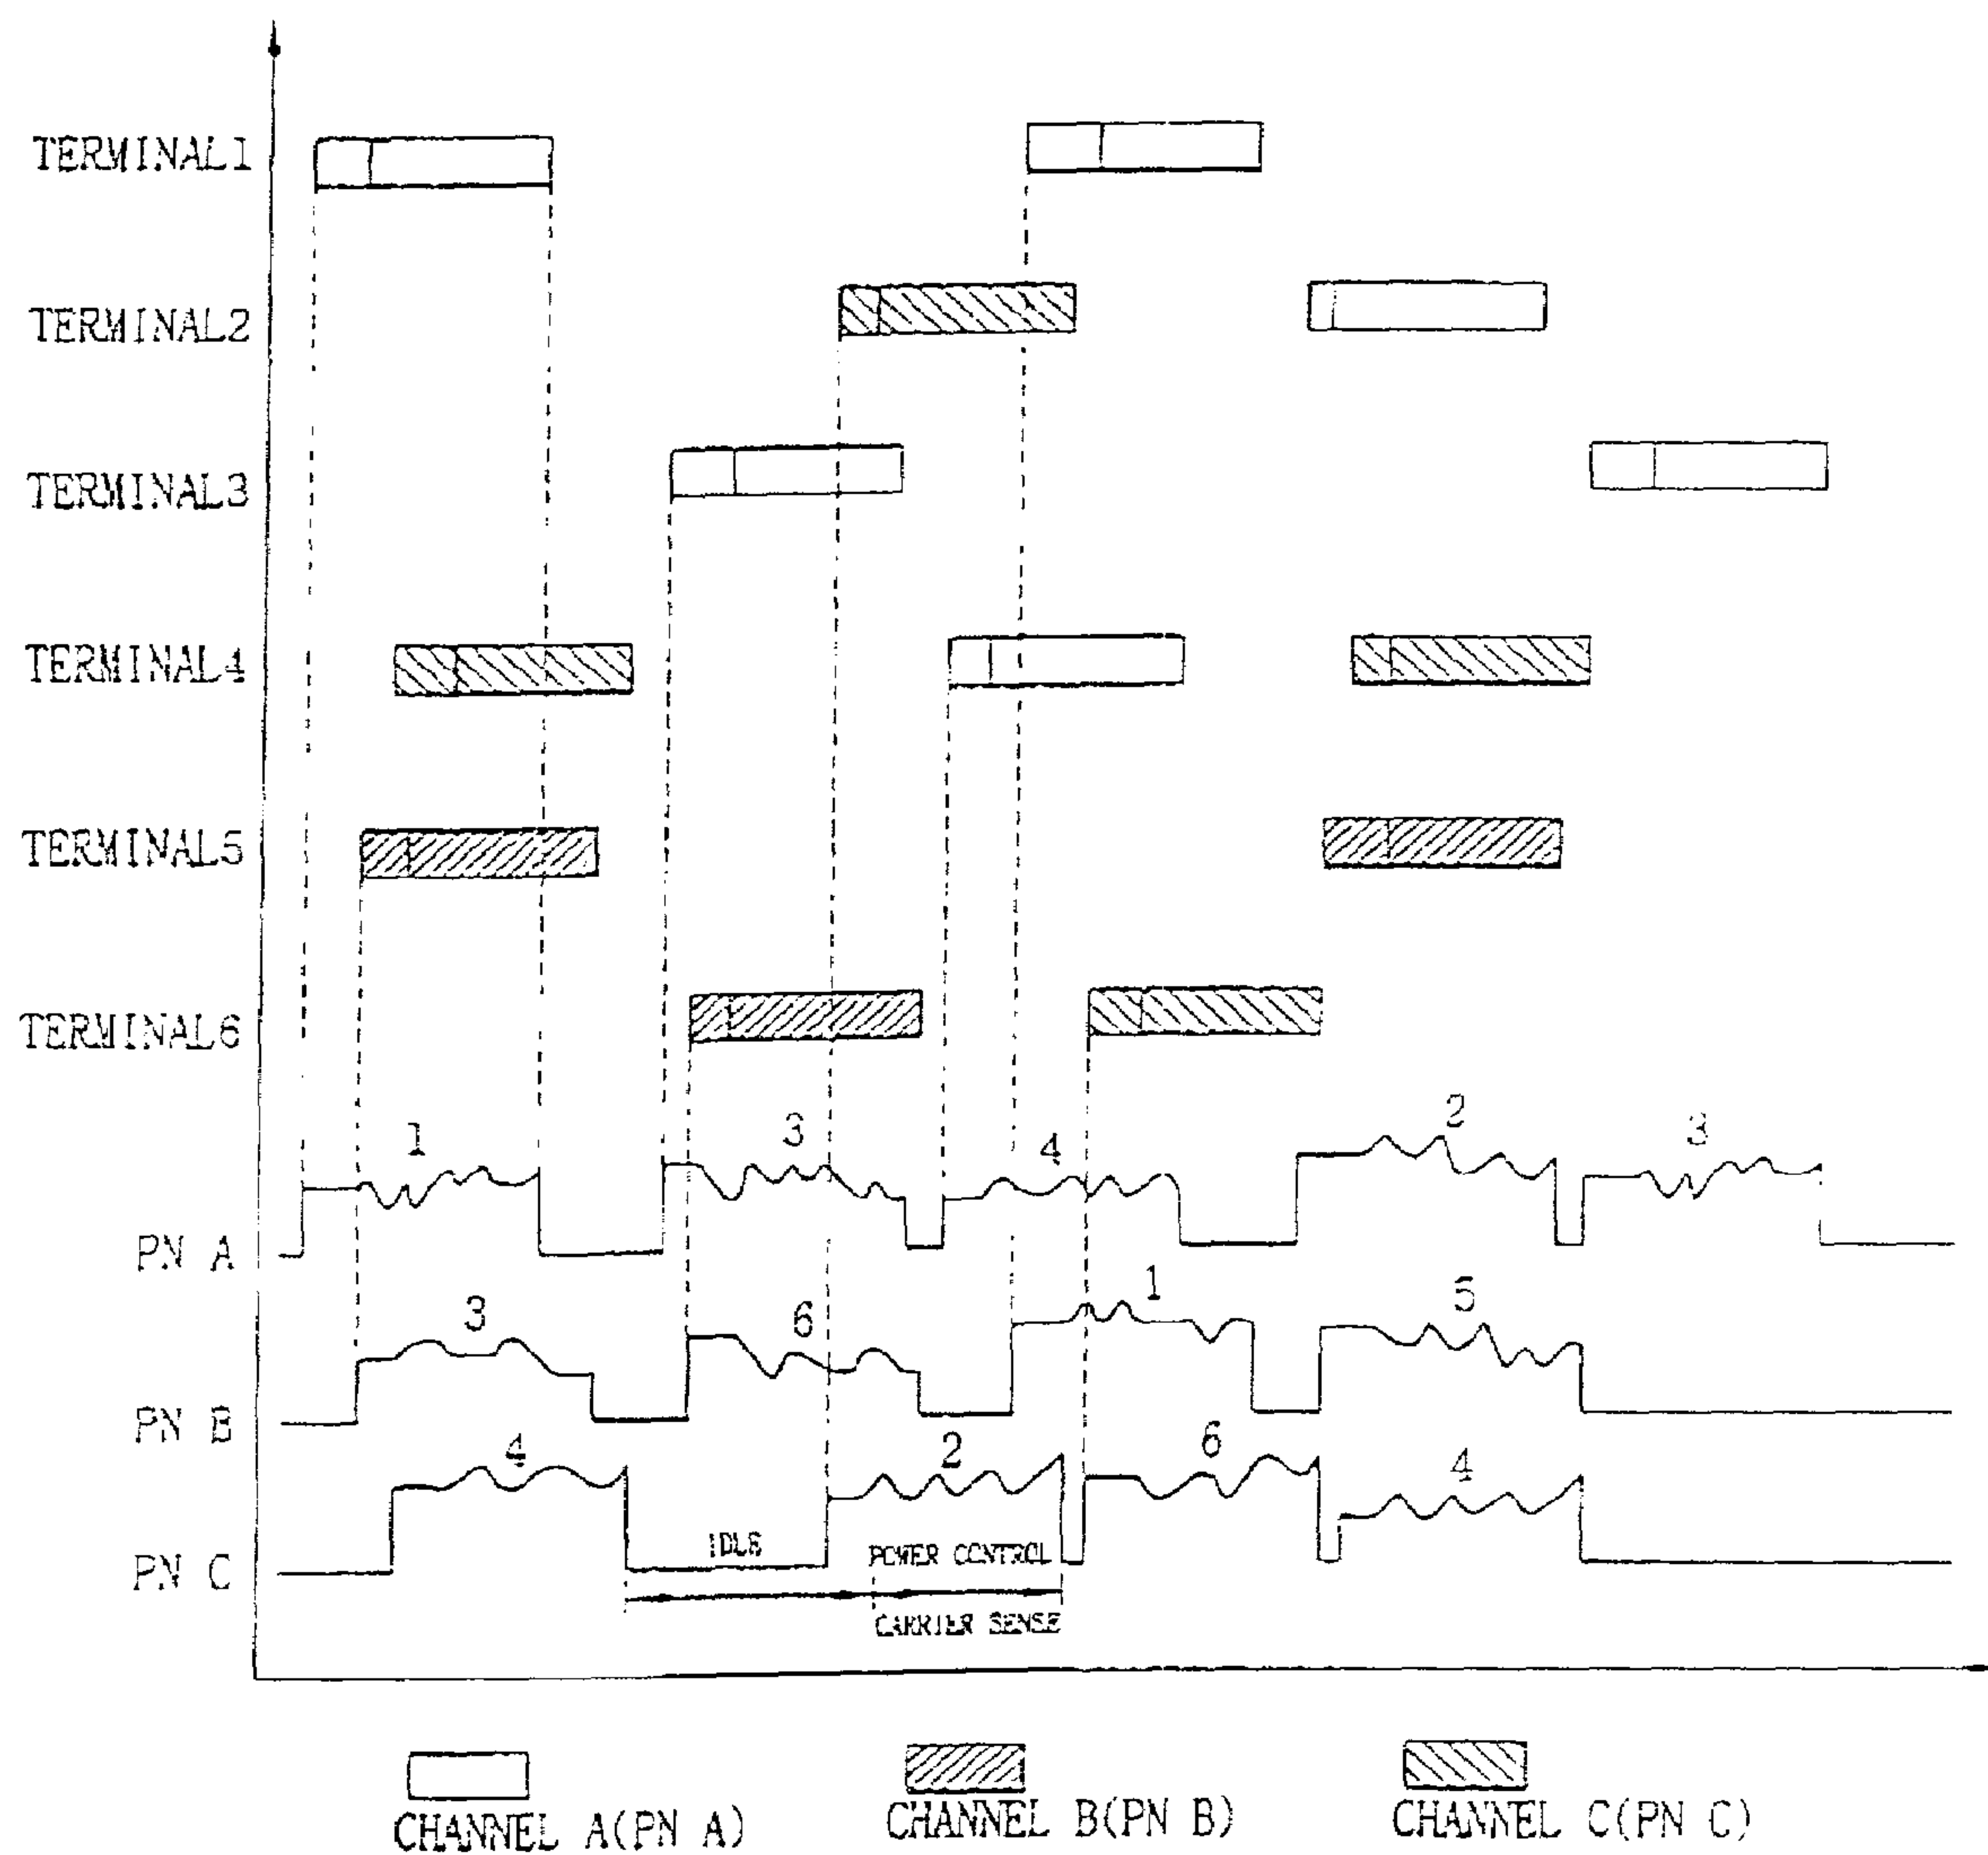 TERMINAL1
TERMINAL2
TERMINAL3
TERMINAL4
TERMINAL5
TERMINAL6
1 3 4 2 3
PN A
3 6 1 5
PN B
4 2 6 4
IDLE
POWER CONTROL
PN C
CARRIER SENSE
CHANNEL A(PN A)
CHANNEL B(PN B)
CHANNEL C(PN C)